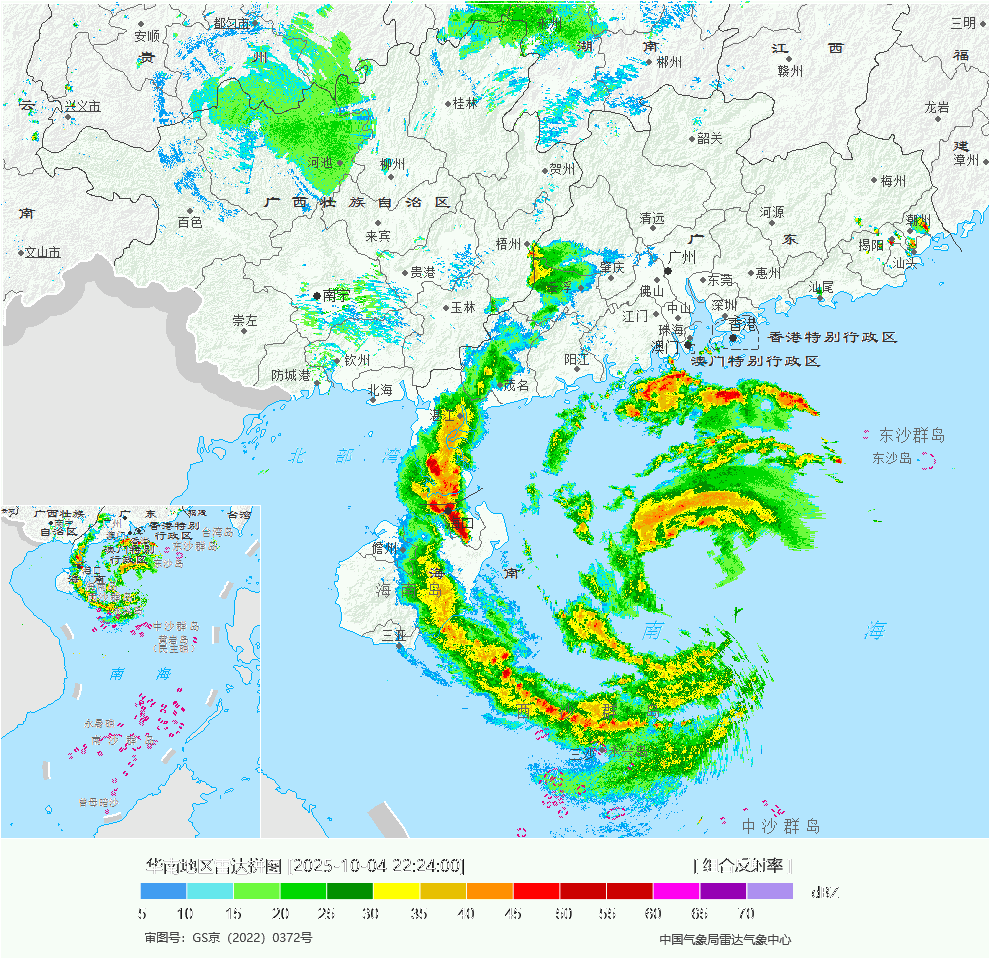 都匀市
永州
三明
安顺
贵
州
湖
南
江
西
福
郴州
赣州
云
兴义市
桂林
龙岩
韶关
建
河池
柳州
贺州
漳州
梅州
广西壮族自治区
南
百色
清远
河源
潮州
来宾
文山市
梧州
广
东
揭阳
汕头
广州
肇庆
贵港
惠州
东莞
南宁
佛山
汕尾
玉林
中山
深圳
江门
崇左
珠海
香港
香港特别行政区
澳门
钦州
阳江
澳门特别行政区
防城港
茂名
北海
湛江
北部湾
东沙群岛
东沙岛
儋州
海
南
海南岛
三亚
南
海
中沙群岛
广西壮族
广东
台湾
自治区
香港特别
行政区
台湾岛
东沙群岛
澳门特别
行政区
中沙群岛
黄岩岛
(民主礁)
南海
永暑礁
南沙群岛
曾母暗沙
华南地区雷达拼图 [2025-10-04 22:24:00]
[组合反射率]
dBZ
5 10 15 20 25 30 35 40 45 50 55 60 65 70
审图号：GS京（2022）0372号
中国气象局雷达气象中心